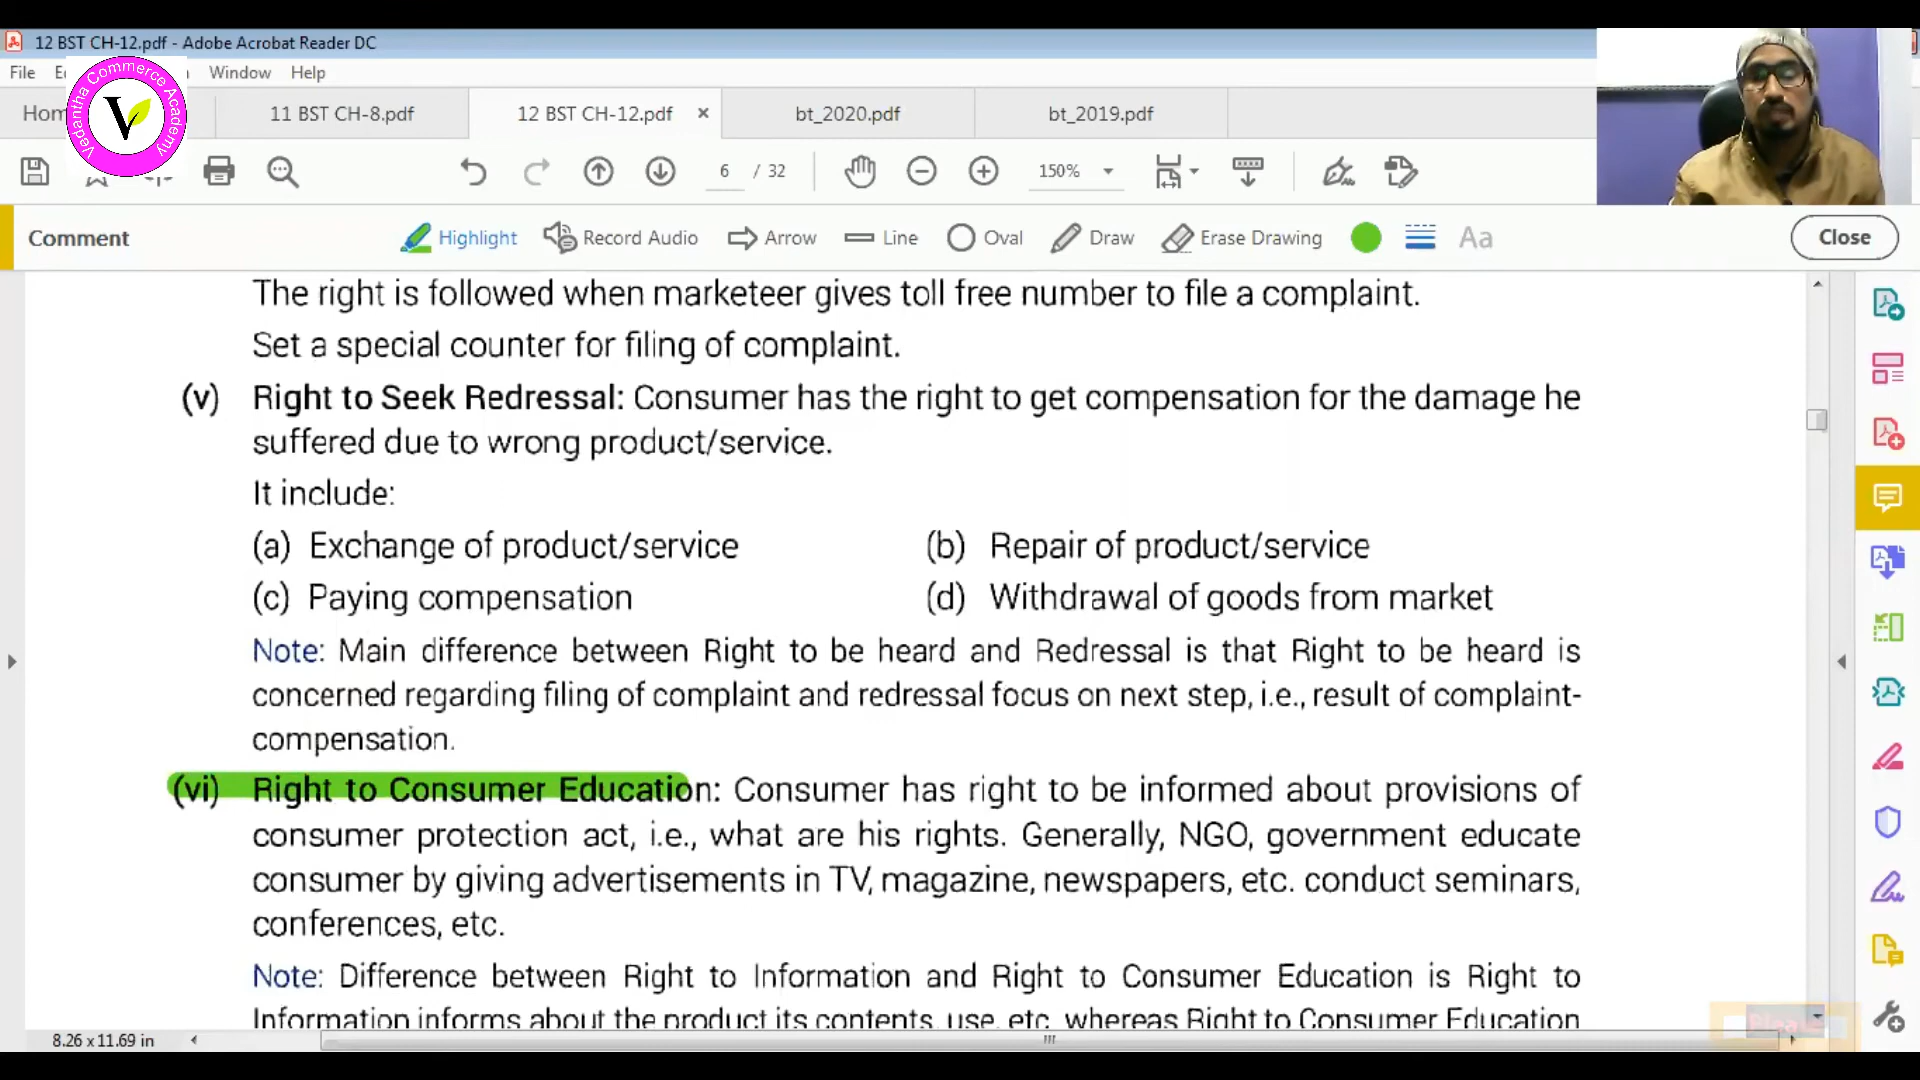 12 BST CH-12.pdf - Adobe Acrobat Reader DC
File
Window
Help
Vedantha Commerce Academy
V
11 BST CH-8.pdf
12 BST CH-12.pdf
bt_2020.pdf
bt_2019.pdf
6 / 32
150%
Comment
Highlight
Record Audio
Arrow
Line
Oval
Draw
Erase Drawing
Aa
Close
The right is followed when marketeer gives toll free number to file a complaint.
Set a special counter for filing of complaint.
(v) Right to Seek Redressal: Consumer has the right to get compensation for the damage he
suffered due to wrong product/service.
It include:
(a) Exchange of product/service (b) Repair of product/service
(c) Paying compensation (d) Withdrawal of goods from market
Note: Main difference between Right to be heard and Redressal is that Right to be heard is
concerned regarding filing of complaint and redressal focus on next step, i.e., result of complaint-
compensation.
(vi) Right to Consumer Education: Consumer has right to be informed about provisions of
consumer protection act, i.e., what are his rights. Generally, NGO, government educate
consumer by giving advertisements in TV, magazine, newspapers, etc. conduct seminars,
conferences, etc.
Note: Difference between Right to Information and Right to Consumer Education is Right to
Information informs about the product its contents, use, etc. whereas Right to Consumer Education
8.26 x 11.69 in